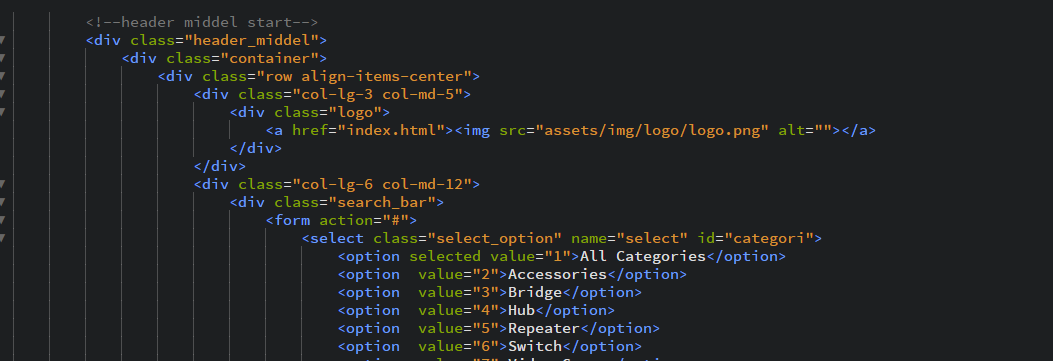 <!--header middel start-->
<div class="header_middel">
<div class="container">
<div class="row align-items-center">
<div class="col-lg-3 col-md-5">
<div class="logo">
<a href="index.html"><img src="assets/img/logo/logo.png" alt=""></a>
</div>
</div>
<div class="col-lg-6 col-md-12">
<div class="search_bar">
<form action="#">
<select class="select_option" name="select" id="categori">
<option selected value="1">All Categories</option>
<option  value="2">Accessories</option>
<option  value="3">Bridge</option>
<option  value="4">Hub</option>
<option  value="5">Repeater</option>
<option  value="6">Switch</option>